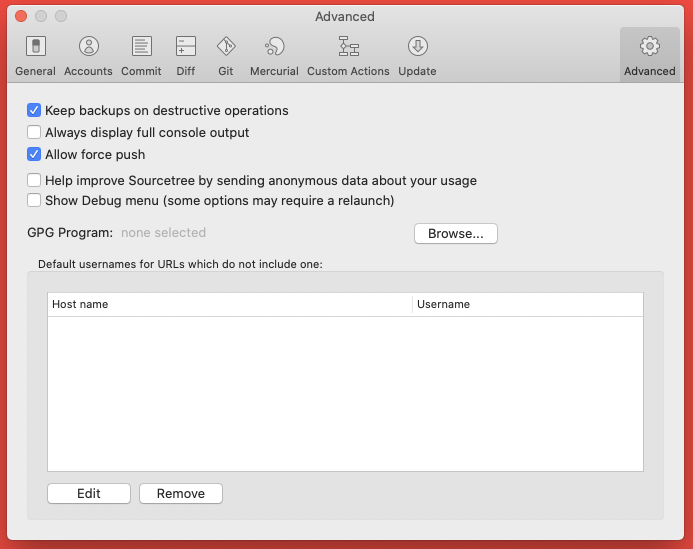 Advanced
General Accounts Commit Diff Git Mercurial Custom Actions Update Advanced
Keep backups on destructive operations
Always display full console output
Allow force push
Help improve Sourcetree by sending anonymous data about your usage
Show Debug menu (some options may require a relaunch)
GPG Program: none selected Browse...
Default usernames for URLs which do not include one:
Host name Username
Edit Remove